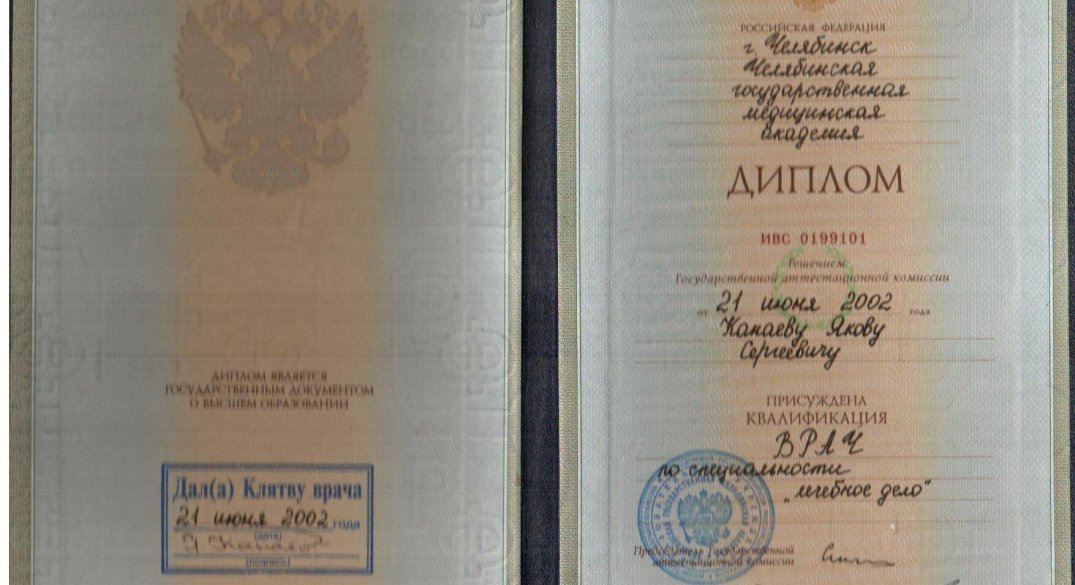 ДИПЛОМ ЯВЛЯЕТСЯ
ГОСУДАРСТВЕННЫМ ДОКУМЕНТОМ
О ВЫСШЕМ ОБРАЗОВАНИИ
Дал(а) Клятву врача
21 июня 2002 года
(дата)
(подпись)
РОССИЙСКАЯ ФЕДЕРАЦИЯ
г. Челябинск
Челябинская
государственная
медицинская
академия
ДИПЛОМ
ИВС 0199101
Решением
Государственной аттестационной комиссии
от 21 июня 2002 года
Канаеву Якову
Сергеевичу
ПРИСУЖДЕНА
КВАЛИФИКАЦИЯ
ВРАЧ
по специальности
„лечебное дело"
Председатель Государственной
аттестационной комиссии